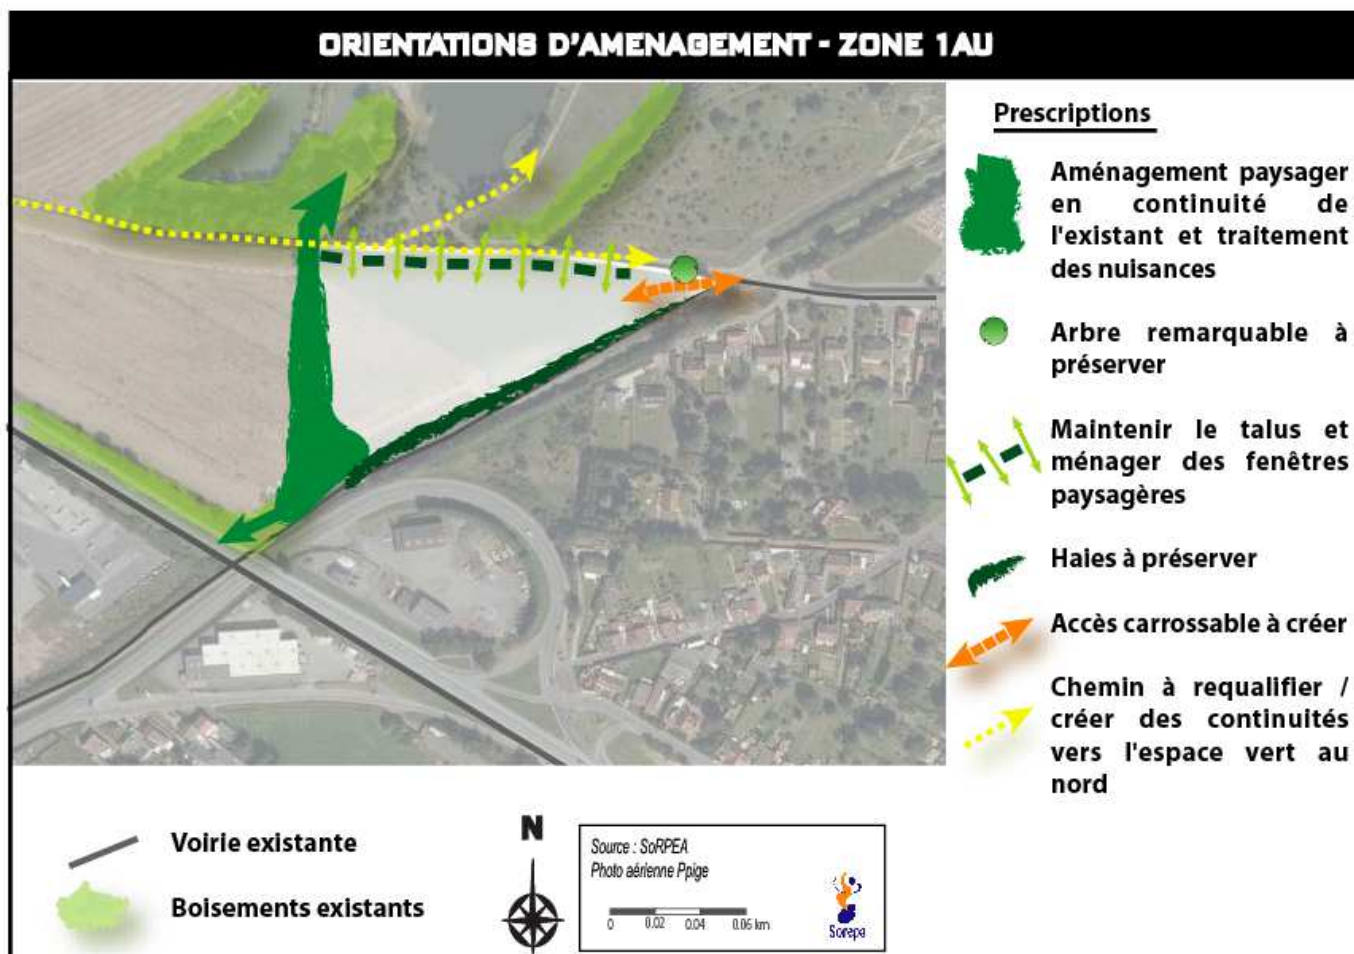 ORIENTATIONS D'AMENAGEMENT - ZONE 1AU
Prescriptions
Aménagement paysager
en continuité de
l'existant et traitement
des nuisances
Arbre remarquable à
préserver
Maintenir le talus et
ménager des fenêtres
paysagères
Haies à préserver
Accès carrossable à créer
Chemin à requalifier /
créer des continuités
vers l'espace vert au
nord
Voirie existante
Boisements existants
N
Source : SoRPEA
Photo aérienne Ppige
0 0.02 0.04 0.06 km
Sorepa